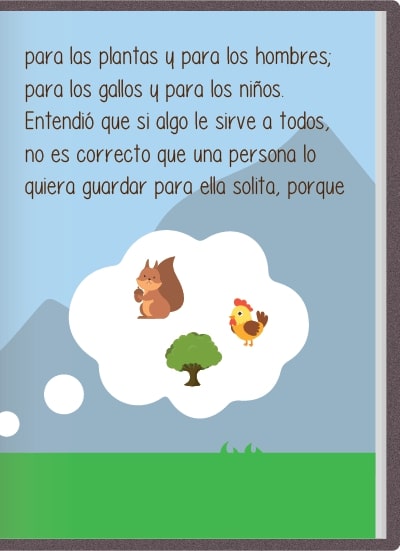 para las plantas y para los hombres;
para los gallos y para los niños.
Entendió que si algo le sirve a todos,
no es correcto que una persona lo
quiera guardar para ella solita, porque